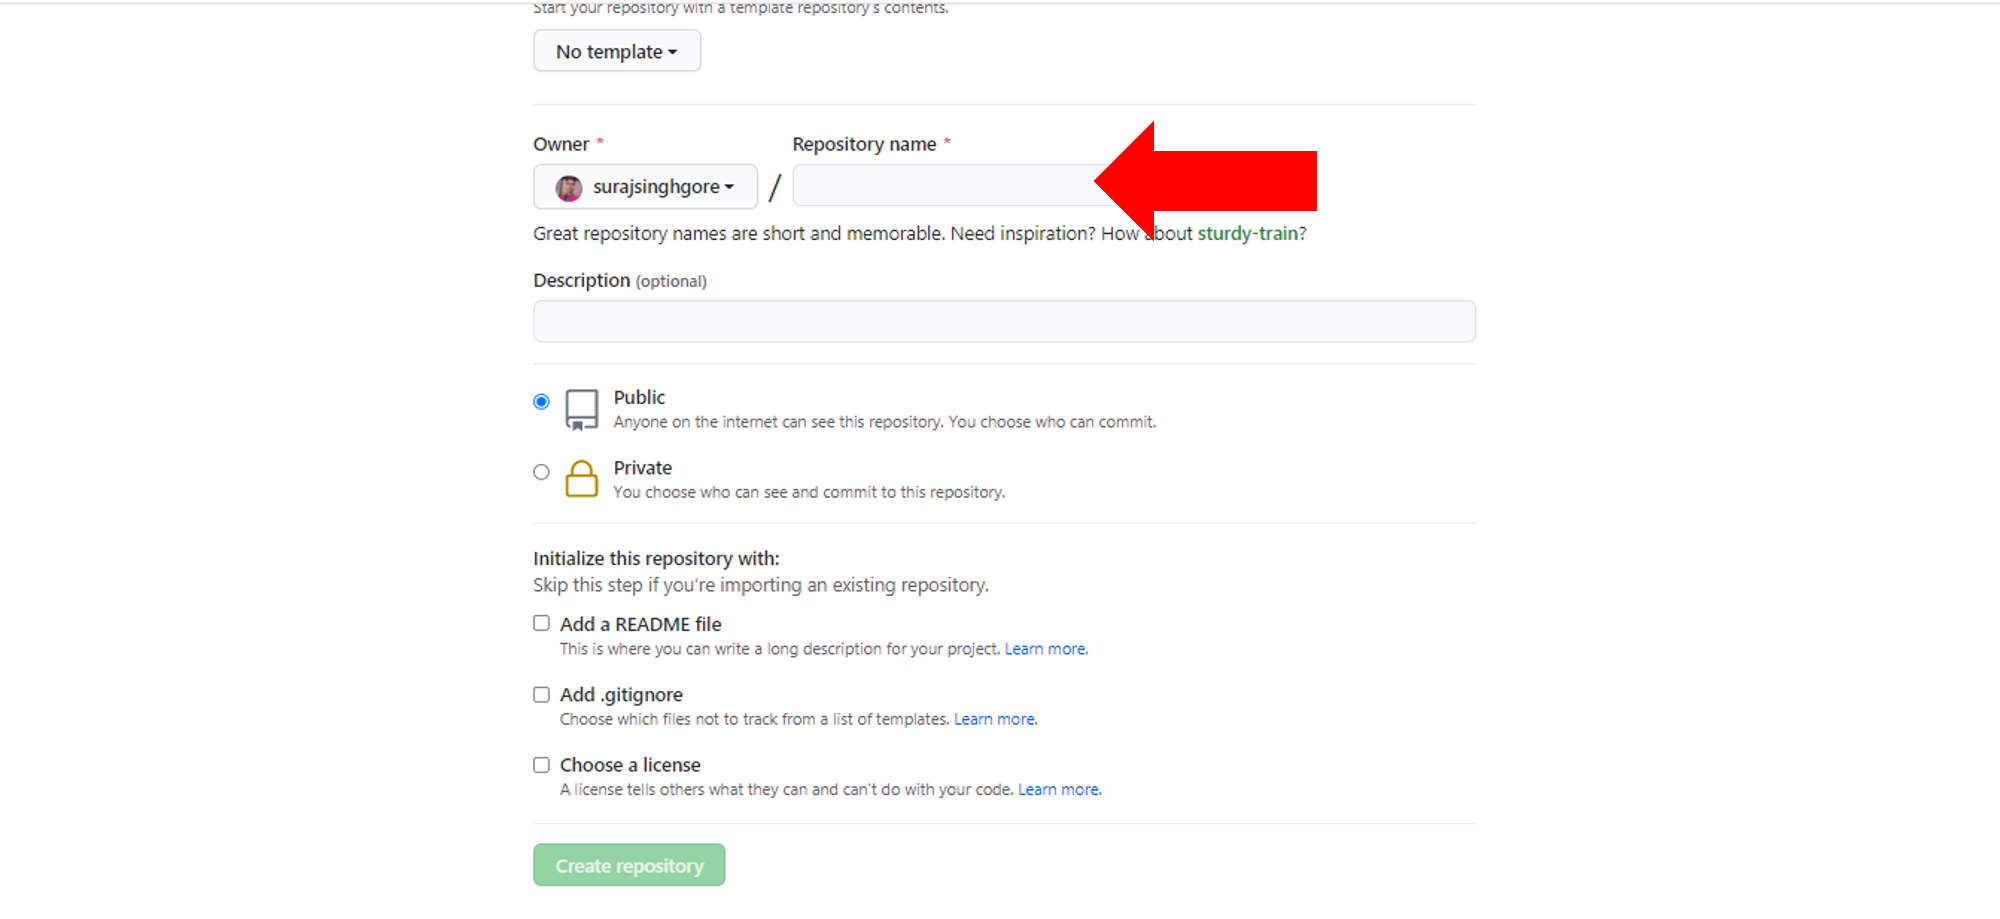 Start your repository with a template repository's contents.
No template
Owner * Repository name *
surajsinghgore /
Great repository names are short and memorable. Need inspiration? How about sturdy-train?
Description (optional)
Public
Anyone on the internet can see this repository. You choose who can commit.
Private
You choose who can see and commit to this repository.
Initialize this repository with:
Skip this step if you're importing an existing repository.
Add a README file
This is where you can write a long description for your project. Learn more.
Add .gitignore
Choose which files not to track from a list of templates. Learn more.
Choose a license
A license tells others what they can and can't do with your code. Learn more.
Create repository